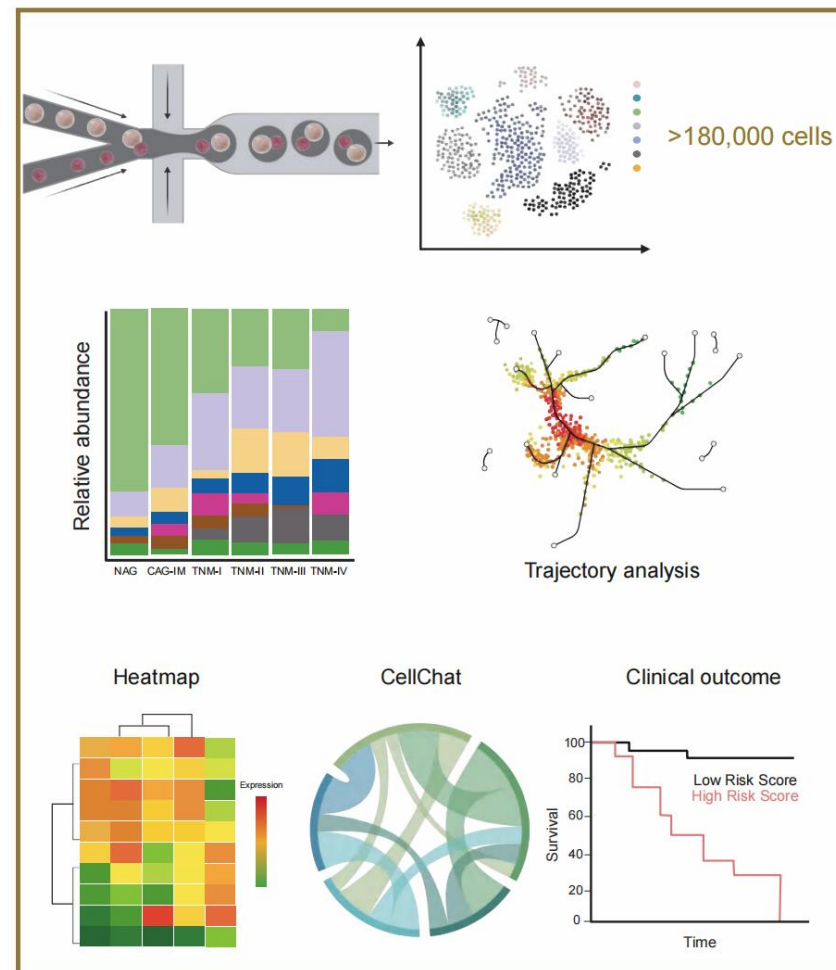 >180,000 cells
Relative abundance
NAG CAG-IM TNM-I TNM-II TNM-III TNM-IV
Trajectory analysis
Heatmap
Expression
CellChat
Clinical outcome
Survival
100
80
60
40
20
0
Low Risk Score
High Risk Score
Time